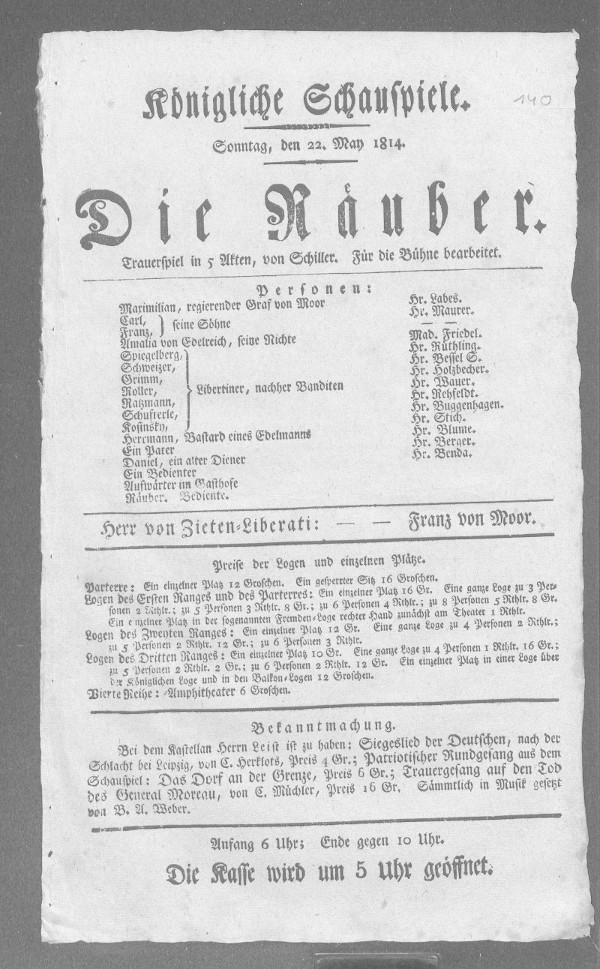 140
Königliche Schauspiele.
Sonntag, den 22. May 1814.
Die Räuber.
Trauerspiel in 5 Akten, von Schiller. Für die Bühne bearbeitet.
Personen:
Maximilian, regierender Graf von Moor Hr. Labes.
Carl, } seine Söhne Hr. Maurer.
Franz, — —
Amalia von Edelreich, seine Nichte Mad. Friedel.
Spiegelberg, Hr. Rüthling.
Schweizer, Hr. Bessel S.
Grimm, Hr. Holzbecher.
Roller, } Libertiner, nachher Banditen Hr. Wauer.
Razmann, Hr. Rehfeldt.
Schufterle, Hr. Buggenhagen.
Kosinsky, Hr. Stich.
Herrmann, Bastard eines Edelmanns Hr. Blume.
Ein Pater Hr. Berger.
Daniel, ein alter Diener Hr. Benda.
Ein Bedienter
Aufwärter im Gasthofe
Räuber. Bediente.
Herr von Zieten-Liberati: — — Franz von Moor.
Preise der Logen und einzelnen Plätze.
Parterre: Ein einzelner Platz 12 Groschen. Ein gesperrter Sitz 16 Groschen.
Logen des Ersten Ranges und des Parterres: Ein einzelner Platz 16 Gr. Eine ganze Loge zu 3 Per-
sonen 2 Rthlr.; zu 5 Personen 3 Rthlr. 8 Gr.; zu 6 Personen 4 Rthlr.; zu 8 Personen 5 Rthlr. 8 Gr.
Ein einzelner Platz in der sogenannten Fremden-Loge rechter Hand zunächst am Theater 1 Rthlr.
Logen des Zweyten Ranges: Ein einzelner Platz 12 Gr. Eine ganze Loge zu 4 Personen 2 Rthlr.;
zu 5 Personen 2 Rthlr. 12 Gr.; zu 6 Personen 3 Rthlr.
Logen des Dritten Ranges: Ein einzelner Platz 10 Gr. Eine ganze Loge zu 4 Personen 1 Rthlr. 16 Gr.;
zu 5 Personen 2 Rthlr. 2 Gr.; zu 6 Personen 2 Rthlr. 12 Gr. Ein einzelner Platz in einer Loge über
der Königlichen Loge und in den Balkon-Logen 12 Groschen.
Vierte Reihe: Amphitheater 6 Groschen.
Bekanntmachung.
Bei dem Kastellan Herrn Leist ist zu haben: Siegeslied der Deutschen, nach der
Schlacht bei Leipzig, von C. Herklots, Preis 4 Gr.; Patriotischer Rundgesang aus dem
Schauspiel: Das Dorf an der Grenze, Preis 6 Gr.; Trauergesang auf den Tod
des General Moreau, von C. Müchler, Preis 16 Gr. Sämmtlich in Musik gesetzt
von B. A. Weber.
Anfang 6 Uhr; Ende gegen 10 Uhr.
Die Kasse wird um 5 Uhr geöffnet.